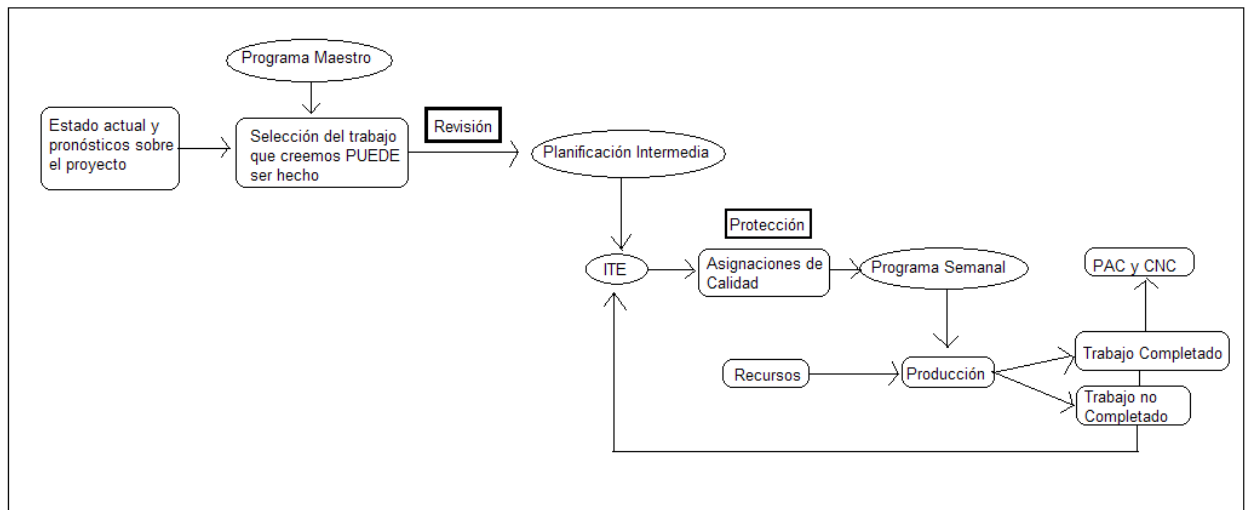 Programa Maestro
Estado actual y
pronósticos sobre
el proyecto
Selección del trabajo
que creemos PUEDE
ser hecho
Revisión
Planificación Intermedia
Protección
ITE
Asignaciones de
Calidad
Programa Semanal
PAC y CNC
Recursos
Producción
Trabajo Completado
Trabajo no
Completado